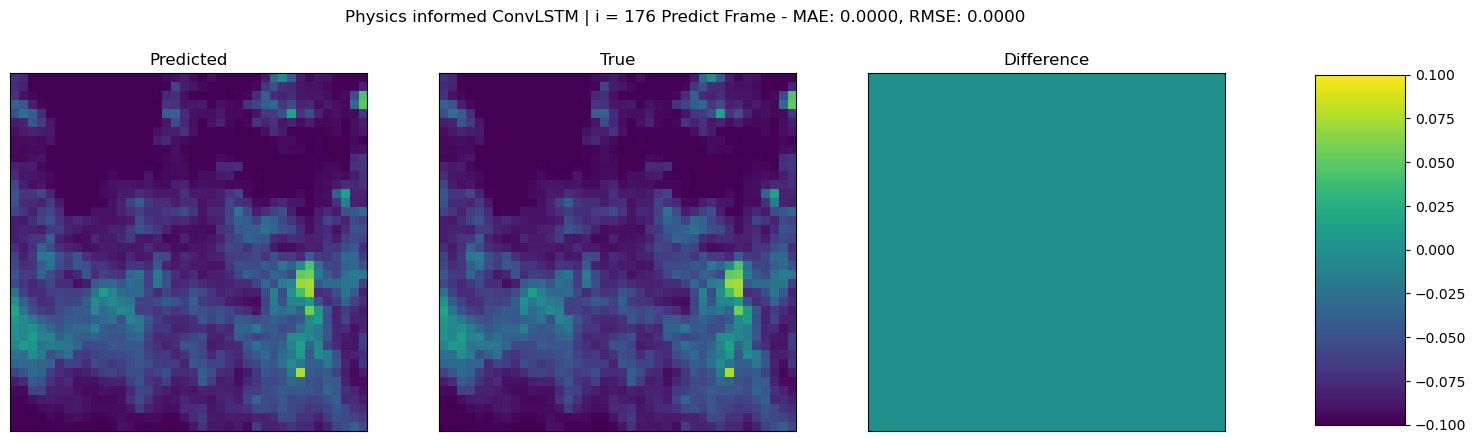 Physics informed ConvLSTM | i = 176 Predict Frame - MAE: 0.0000, RMSE: 0.0000
Predicted
True
Difference
0.100
0.075
0.050
0.025
0.000
−0.025
−0.050
−0.075
−0.100